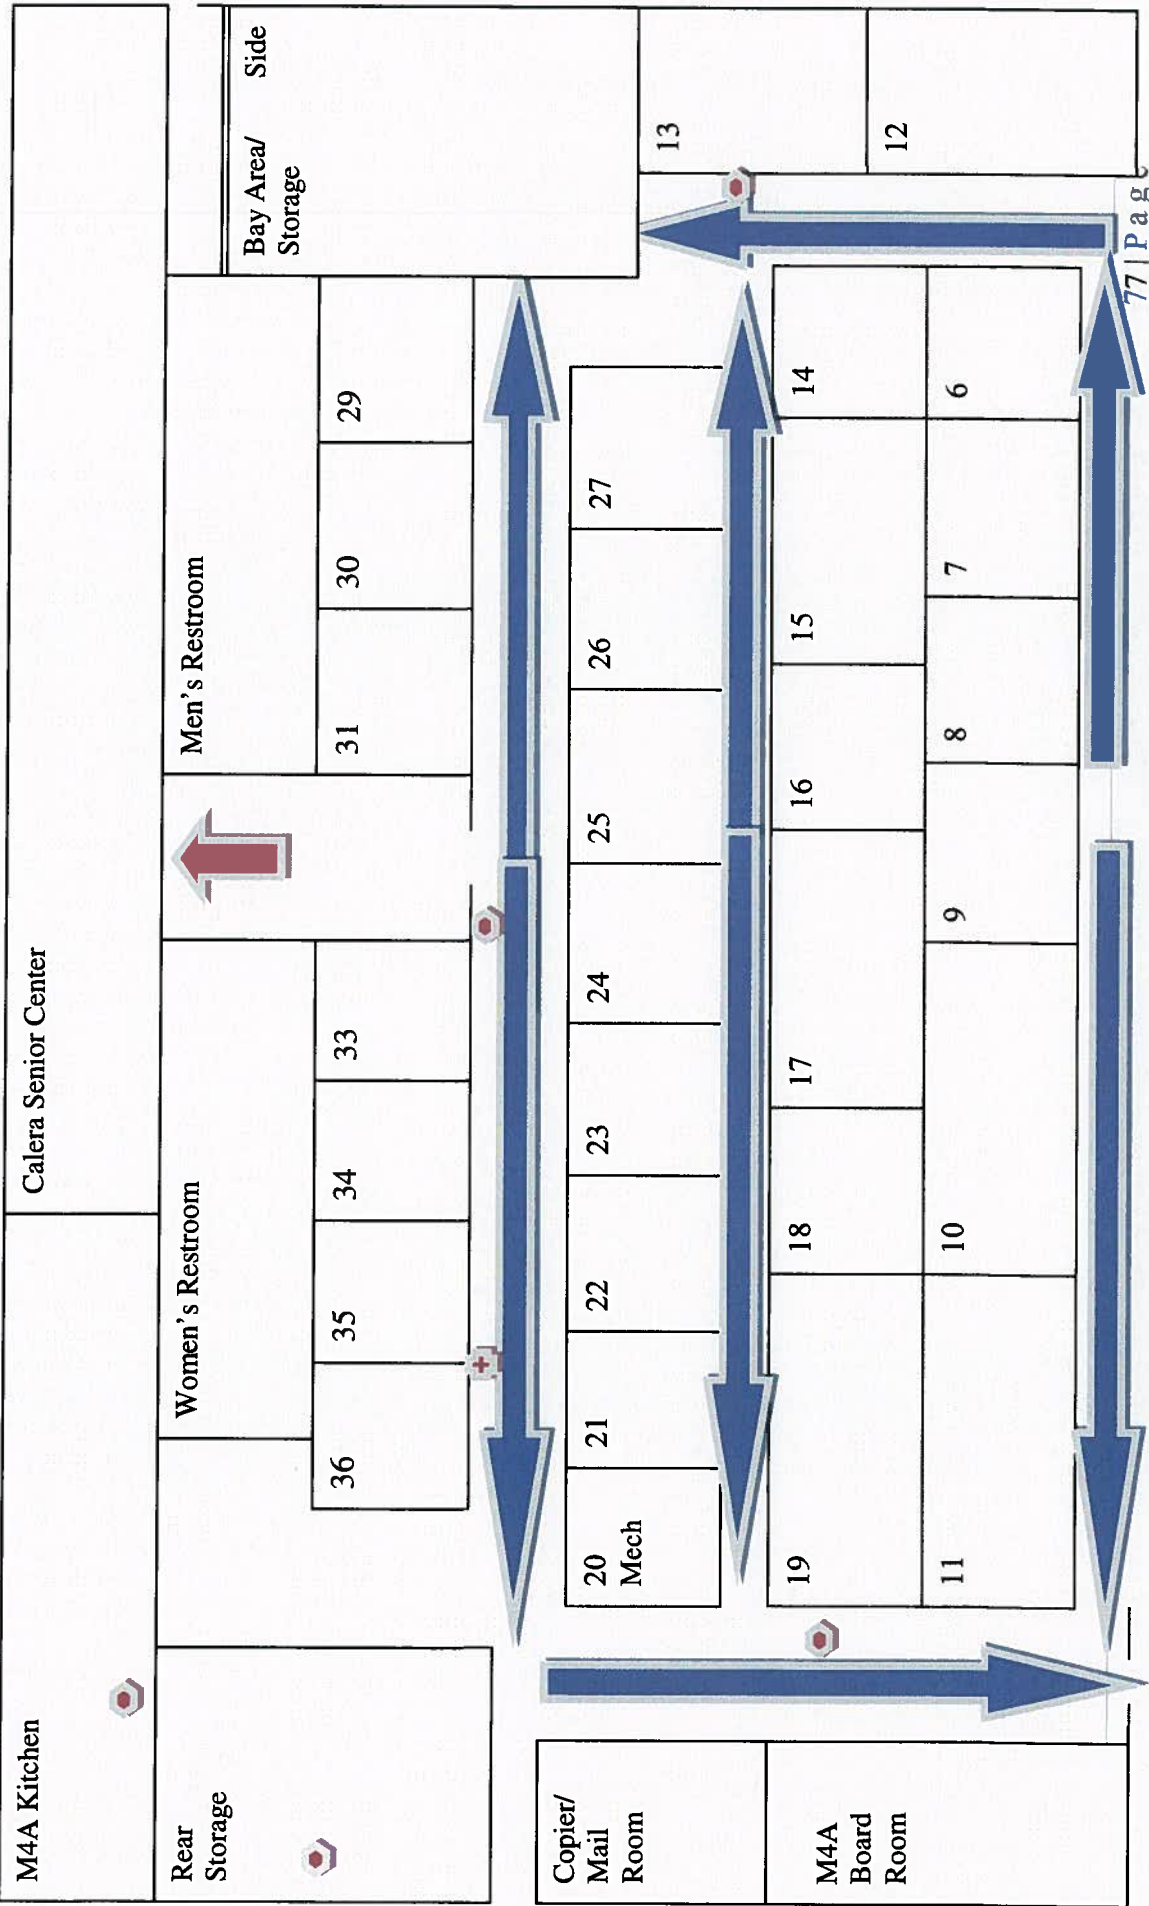 M4A Kitchen
Calera Senior Center
Rear
Storage
Women's Restroom
Men's Restroom
Bay Area/ Side
Storage
36
35
34
33
31
30
29
Copier/
Mail
Room
20
Mech
21
22
23
24
25
26
27
13
M4A
Board
Room
19
18
17
16
15
14
12
11
10
9
8
7
6
77 | Page